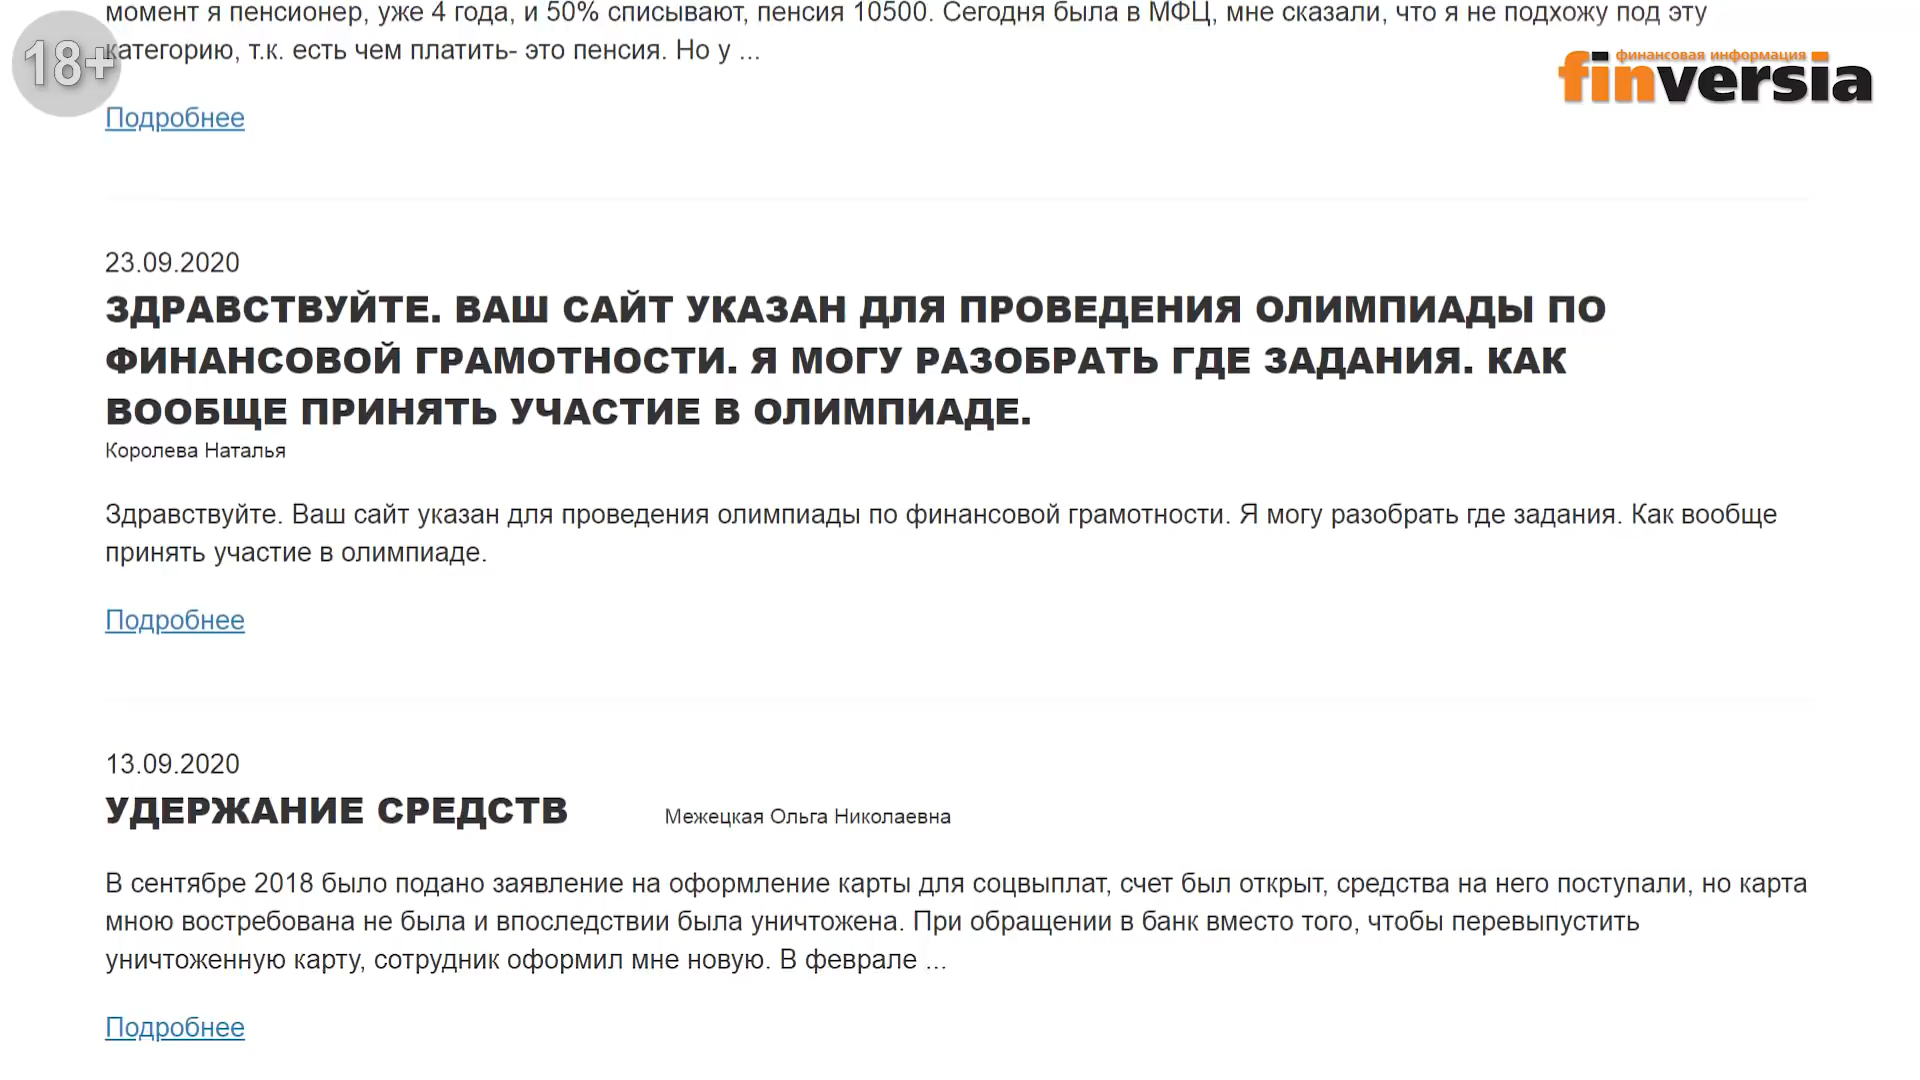 момент я пенсионер, уже 4 года, и 50% списывают, пенсия 10500. Сегодня была в МФЦ, мне сказали, что я не подхожу под эту
категорию, т.к. есть чем платить- это пенсия. Но у ...
18+
финансовая информация
finversia
Подробнее
23.09.2020
ЗДРАВСТВУЙТЕ. ВАШ САЙТ УКАЗАН ДЛЯ ПРОВЕДЕНИЯ ОЛИМПИАДЫ ПО
ФИНАНСОВОЙ ГРАМОТНОСТИ. Я МОГУ РАЗОБРАТЬ ГДЕ ЗАДАНИЯ. КАК
ВООБЩЕ ПРИНЯТЬ УЧАСТИЕ В ОЛИМПИАДЕ.
Королева Наталья
Здравствуйте. Ваш сайт указан для проведения олимпиады по финансовой грамотности. Я могу разобрать где задания. Как вообще
принять участие в олимпиаде.
Подробнее
13.09.2020
УДЕРЖАНИЕ СРЕДСТВ Межецкая Ольга Николаевна
В сентябре 2018 было подано заявление на оформление карты для соцвыплат, счет был открыт, средства на него поступали, но карта
мною востребована не была и впоследствии была уничтожена. При обращении в банк вместо того, чтобы перевыпустить
уничтоженную карту, сотрудник оформил мне новую. В феврале ...
Подробнее